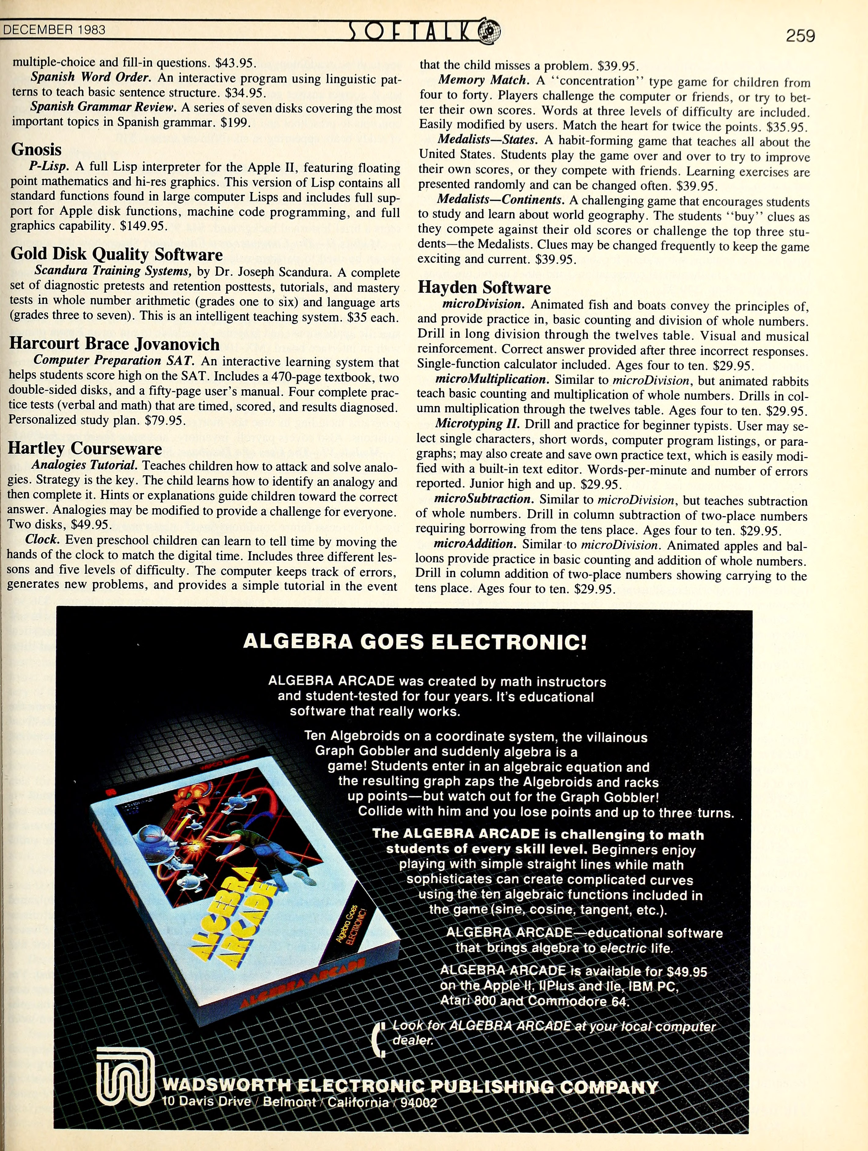 DECEMBER 1983
SOFTALK
259
multiple-choice and fill-in questions. $43.95.
Spanish Word Order. An interactive program using linguistic pat-
terns to teach basic sentence structure. $34.95.
Spanish Grammar Review. A series of seven disks covering the most
important topics in Spanish grammar. $199.
Gnosis
P-Lisp. A full Lisp interpreter for the Apple II, featuring floating
point mathematics and hi-res graphics. This version of Lisp contains all
standard functions found in large computer Lisps and includes full sup-
port for Apple disk functions, machine code programming, and full
graphics capability. $149.95.
Gold Disk Quality Software
Scandura Training Systems, by Dr. Joseph Scandura. A complete
set of diagnostic pretests and retention posttests, tutorials, and mastery
tests in whole number arithmetic (grades one to six) and language arts
(grades three to seven). This is an intelligent teaching system. $35 each.
Harcourt Brace Jovanovich
Computer Preparation SAT. An interactive learning system that
helps students score high on the SAT. Includes a 470-page textbook, two
double-sided disks, and a fifty-page user's manual. Four complete prac-
tice tests (verbal and math) that are timed, scored, and results diagnosed.
Personalized study plan. $79.95.
Hartley Courseware
Analogies Tutorial. Teaches children how to attack and solve analo-
gies. Strategy is the key. The child learns how to identify an analogy and
then complete it. Hints or explanations guide children toward the correct
answer. Analogies may be modified to provide a challenge for everyone.
Two disks, $49.95.
Clock. Even preschool children can learn to tell time by moving the
hands of the clock to match the digital time. Includes three different les-
sons and five levels of difficulty. The computer keeps track of errors,
generates new problems, and provides a simple tutorial in the event
that the child misses a problem. $39.95.
Memory Match. A "concentration" type game for children from
four to forty. Players challenge the computer or friends, or try to bet-
ter their own scores. Words at three levels of difficulty are included.
Easily modified by users. Match the heart for twice the points. $35.95.
Medalists—States. A habit-forming game that teaches all about the
United States. Students play the game over and over to try to improve
their own scores, or they compete with friends. Learning exercises are
presented randomly and can be changed often. $39.95.
Medalists—Continents. A challenging game that encourages students
to study and learn about world geography. The students "buy" clues as
they compete against their old scores or challenge the top three stu-
dents—the Medalists. Clues may be changed frequently to keep the game
exciting and current. $39.95.
Hayden Software
microDivision. Animated fish and boats convey the principles of,
and provide practice in, basic counting and division of whole numbers.
Drill in long division through the twelves table. Visual and musical
reinforcement. Correct answer provided after three incorrect responses.
Single-function calculator included. Ages four to ten. $29.95.
microMultiplication. Similar to microDivision, but animated rabbits
teach basic counting and multiplication of whole numbers. Drills in col-
umn multiplication through the twelves table. Ages four to ten. $29.95.
Microtyping II. Drill and practice for beginner typists. User may se-
lect single characters, short words, computer program listings, or para-
graphs; may also create and save own practice text, which is easily modi-
fied with a built-in text editor. Words-per-minute and number of errors
reported. Junior high and up. $29.95.
microSubtraction. Similar to microDivision, but teaches subtraction
of whole numbers. Drill in column subtraction of two-place numbers
requiring borrowing from the tens place. Ages four to ten. $29.95.
microAddition. Similar to microDivision. Animated apples and bal-
loons provide practice in basic counting and addition of whole numbers.
Drill in column addition of two-place numbers showing carrying to the
tens place. Ages four to ten. $29.95.
ALGEBRA GOES ELECTRONIC!
ALGEBRA ARCADE was created by math instructors
and student-tested for four years. It's educational
software that really works.
Ten Algebroids on a coordinate system, the villainous
Graph Gobbler and suddenly algebra is a
game! Students enter in an algebraic equation and
the resulting graph zaps the Algebroids and racks
up points—but watch out for the Graph Gobbler!
Collide with him and you lose points and up to three turns.
The ALGEBRA ARCADE is challenging to math
students of every skill level. Beginners enjoy
playing with simple straight lines while math
sophisticates can create complicated curves
using the ten algebraic functions included in
the game (sine, cosine, tangent, etc.).
ALGEBRA ARCADE—educational software
that brings algebra to electric life.
ALGEBRA ARCADE is available for $49.95
on the Apple II, IIPlus and IIe, IBM PC,
Atari 800 and Commodore 64.
Look for ALGEBRA ARCADE at your local computer
dealer.
ALGEBRA
ARCADE
Algebra Goes
ELECTRONIC!
ALGEBRA ARCADE
WADSWORTH ELECTRONIC PUBLISHING COMPANY
10 Davis Drive / Belmont / California / 94002